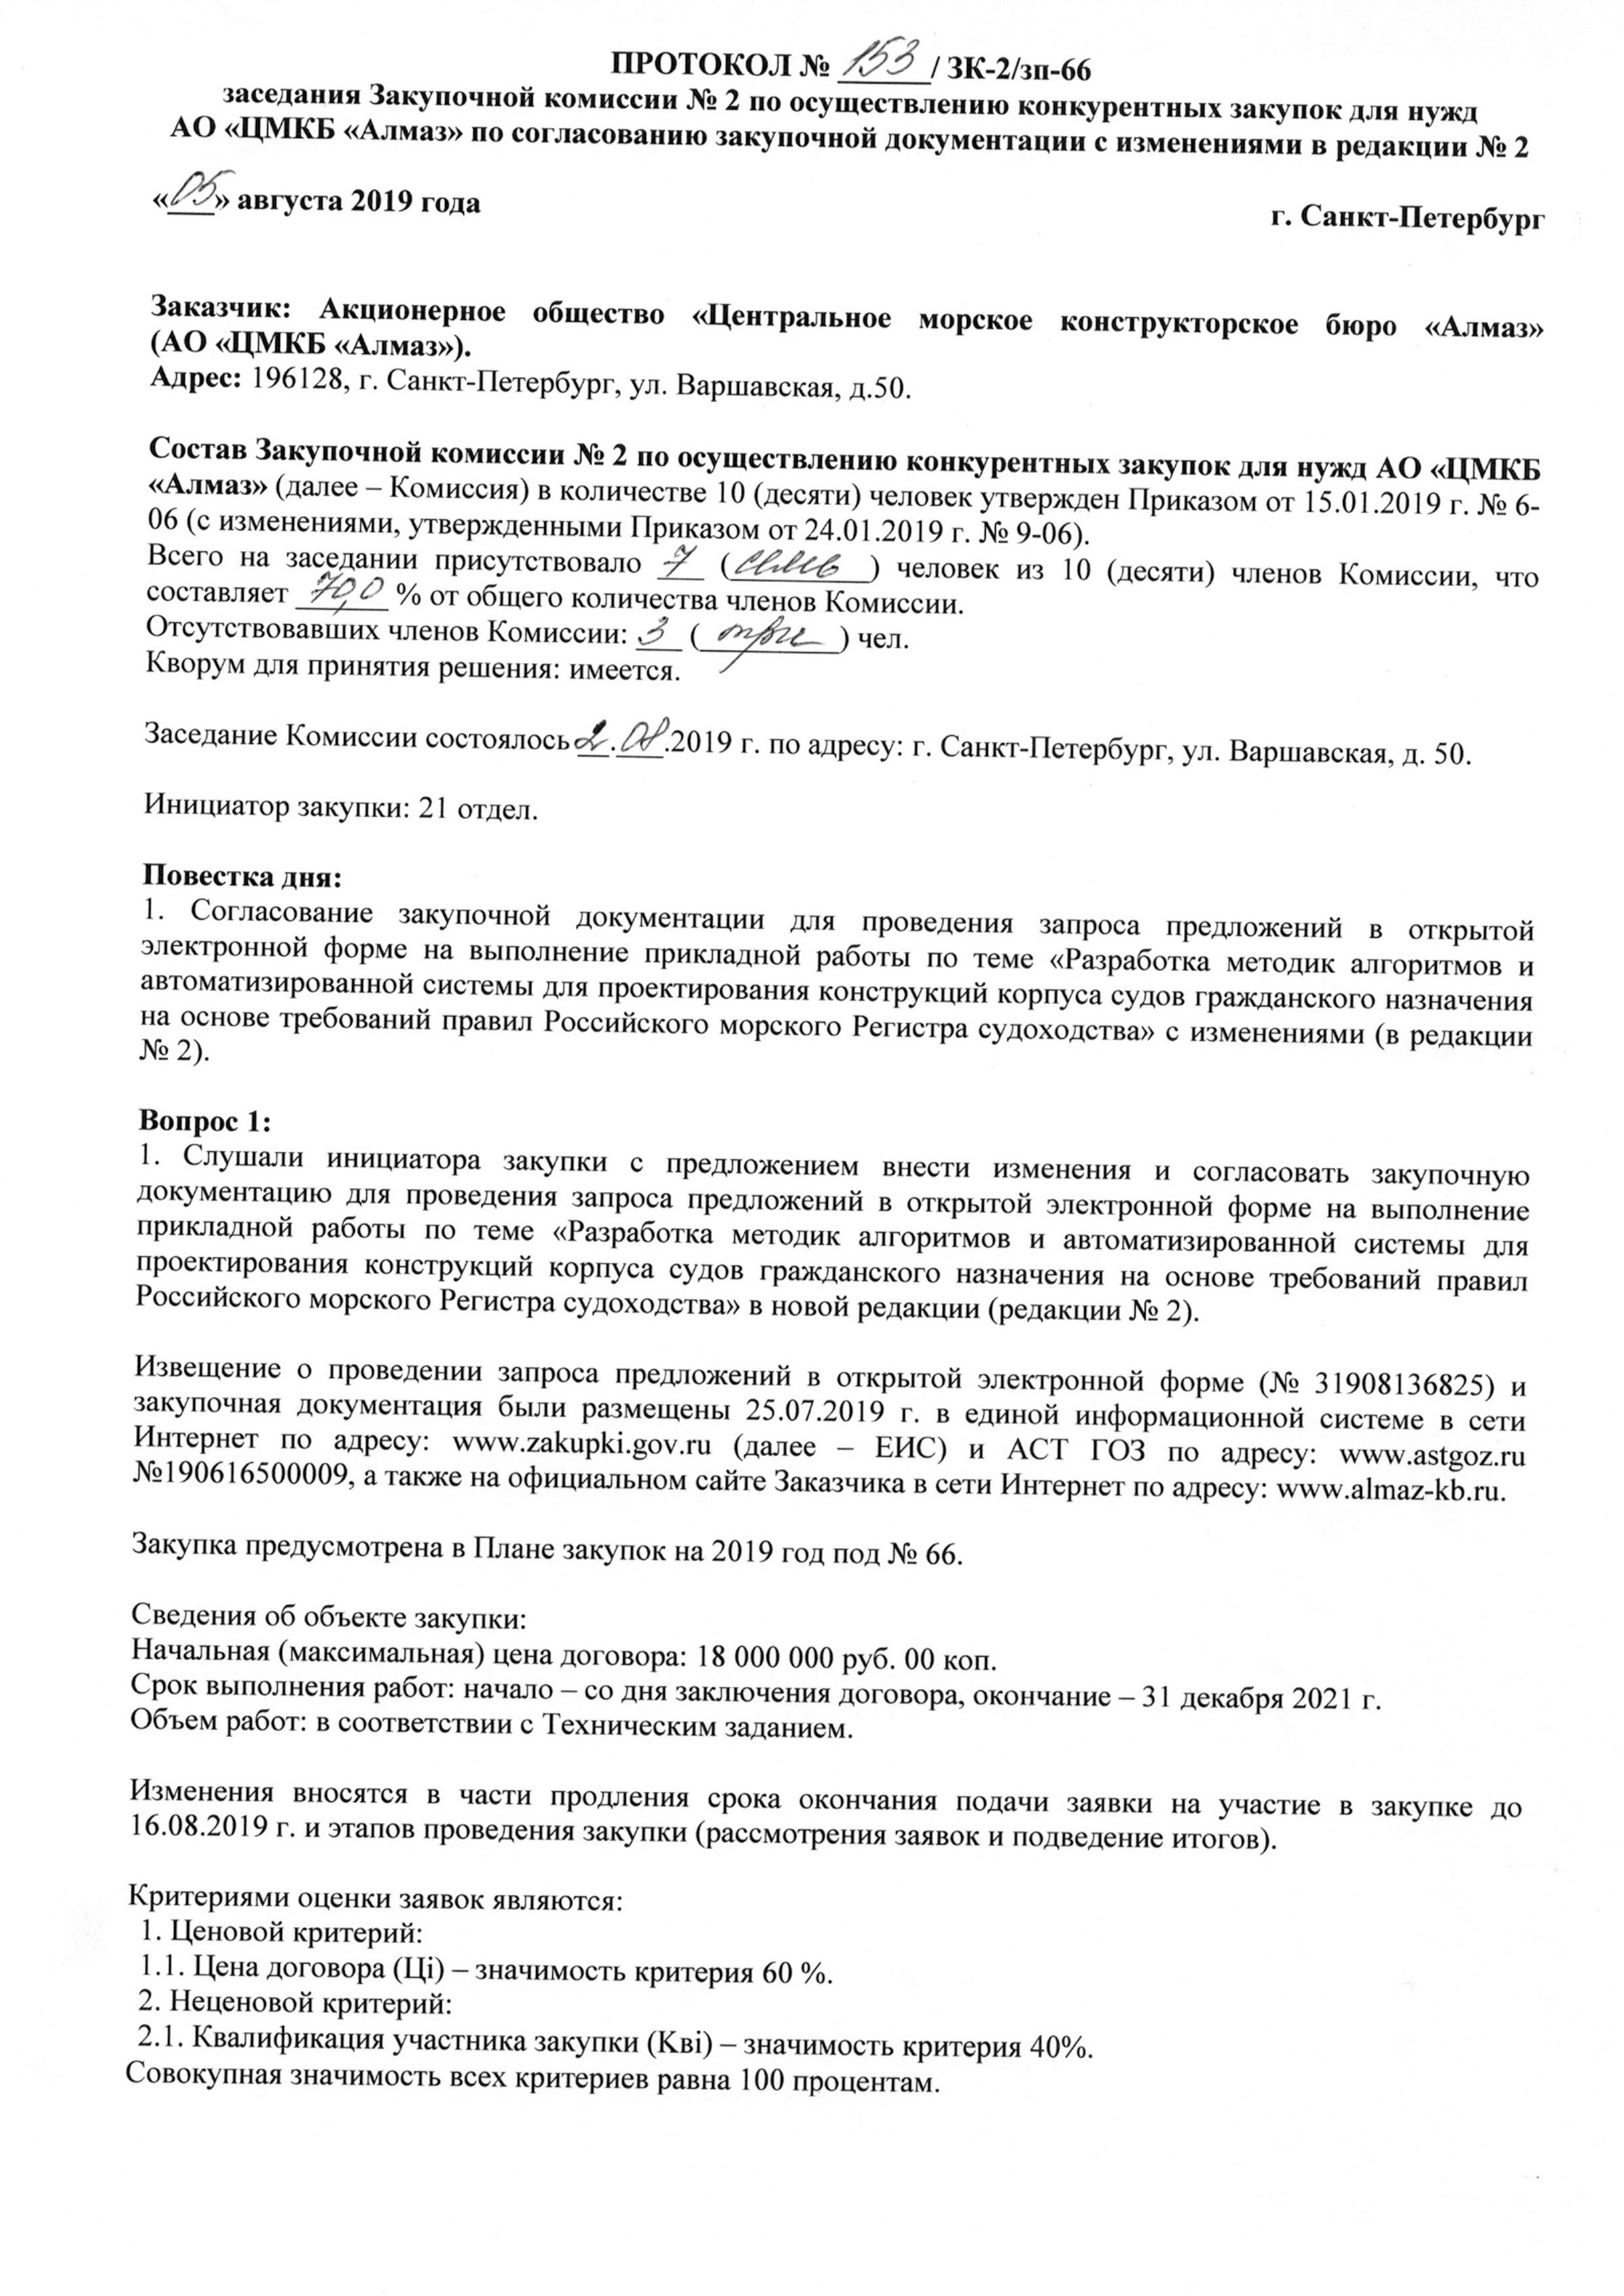 ПРОТОКОЛ № 153 / ЗК-2/зп-66
заседания Закупочной комиссии № 2 по осуществлению конкурентных закупок для нужд
АО «ЦМКБ «Алмаз» по согласованию закупочной документации с изменениями в редакции № 2
«05» августа 2019 года
г. Санкт-Петербург
Заказчик: Акционерное общество «Центральное морское конструкторское бюро «Алмаз»
(АО «ЦМКБ «Алмаз»).
Адрес: 196128, г. Санкт-Петербург, ул. Варшавская, д.50.
Состав Закупочной комиссии № 2 по осуществлению конкурентных закупок для нужд АО «ЦМКБ
«Алмаз» (далее – Комиссия) в количестве 10 (десяти) человек утвержден Приказом от 15.01.2019 г. № 6-
06 (с изменениями, утвержденными Приказом от 24.01.2019 г. № 9-06).
Всего на заседании присутствовало 7 (семь) человек из 10 (десяти) членов Комиссии, что
составляет 70,0 % от общего количества членов Комиссии.
Отсутствовавших членов Комиссии: 3 (три) чел.
Кворум для принятия решения: имеется.
Заседание Комиссии состоялось 2.08.2019 г. по адресу: г. Санкт-Петербург, ул. Варшавская, д. 50.
Инициатор закупки: 21 отдел.
Повестка дня:
1. Согласование закупочной документации для проведения запроса предложений в открытой
электронной форме на выполнение прикладной работы по теме «Разработка методик алгоритмов и
автоматизированной системы для проектирования конструкций корпуса судов гражданского назначения
на основе требований правил Российского морского Регистра судоходства» с изменениями (в редакции
№ 2).
Вопрос 1:
1. Слушали инициатора закупки с предложением внести изменения и согласовать закупочную
документацию для проведения запроса предложений в открытой электронной форме на выполнение
прикладной работы по теме «Разработка методик алгоритмов и автоматизированной системы для
проектирования конструкций корпуса судов гражданского назначения на основе требований правил
Российского морского Регистра судоходства» в новой редакции (редакции № 2).
Извещение о проведении запроса предложений в открытой электронной форме (№ 31908136825) и
закупочная документация были размещены 25.07.2019 г. в единой информационной системе в сети
Интернет по адресу: www.zakupki.gov.ru (далее – ЕИС) и АСТ ГОЗ по адресу: www.astgoz.ru
№190616500009, а также на официальном сайте Заказчика в сети Интернет по адресу: www.almaz-kb.ru.
Закупка предусмотрена в Плане закупок на 2019 год под № 66.
Сведения об объекте закупки:
Начальная (максимальная) цена договора: 18 000 000 руб. 00 коп.
Срок выполнения работ: начало – со дня заключения договора, окончание – 31 декабря 2021 г.
Объем работ: в соответствии с Техническим заданием.
Изменения вносятся в части продления срока окончания подачи заявки на участие в закупке до
16.08.2019 г. и этапов проведения закупки (рассмотрения заявок и подведение итогов).
Критериями оценки заявок являются:
1. Ценовой критерий:
1.1. Цена договора (Цi) – значимость критерия 60 %.
2. Неценовой критерий:
2.1. Квалификация участника закупки (Квi) – значимость критерия 40%.
Совокупная значимость всех критериев равна 100 процентам.